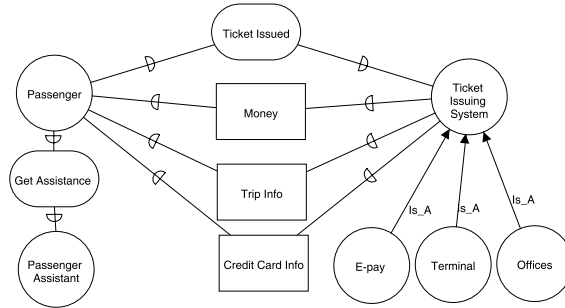 Ticket Issued
Passenger
Ticket
Issuing
System
Money
Get Assistance
Trip Info
Is_A
Is_A
Is_A
Passenger
Assistant
Credit Card Info
E-pay
Terminal
Offices